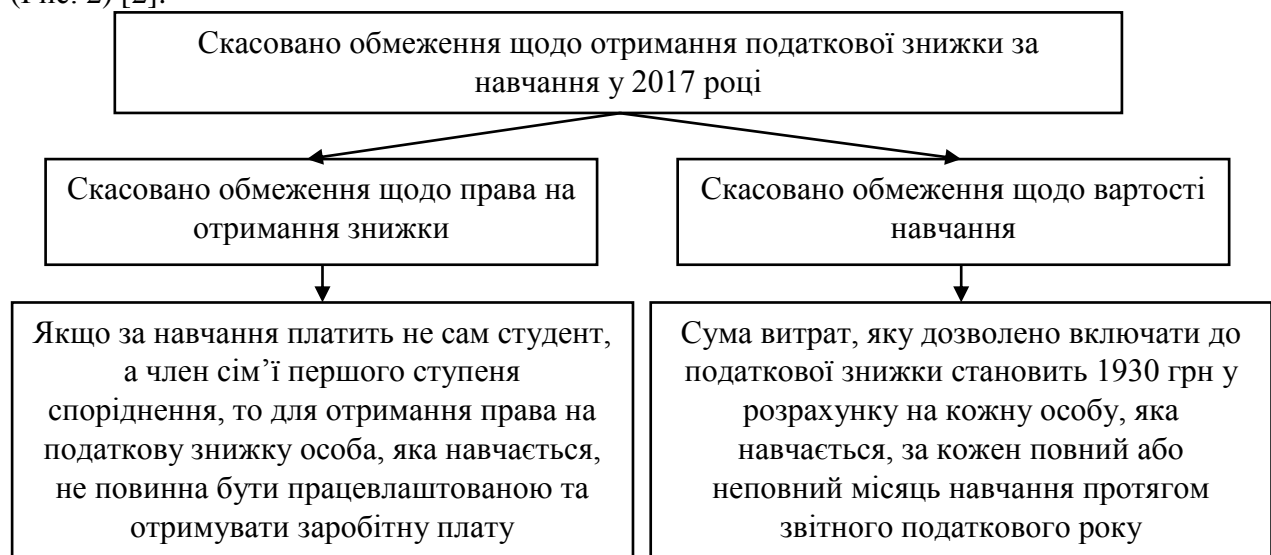 (Рис. 2) [2].
Скасовано обмеження щодо отримання податкової знижки за
навчання у 2017 році
Скасовано обмеження щодо права на
отримання знижки
Скасовано обмеження щодо вартості
навчання
Якщо за навчання платить не сам студент,
а член сім’ї першого ступеня
споріднення, то для отримання права на
податкову знижку особа, яка навчається,
не повинна бути працевлаштованою та
отримувати заробітну плату
Сума витрат, яку дозволено включати до
податкової знижки становить 1930 грн у
розрахунку на кожну особу, яка
навчається, за кожен повний або
неповний місяць навчання протягом
звітного податкового року